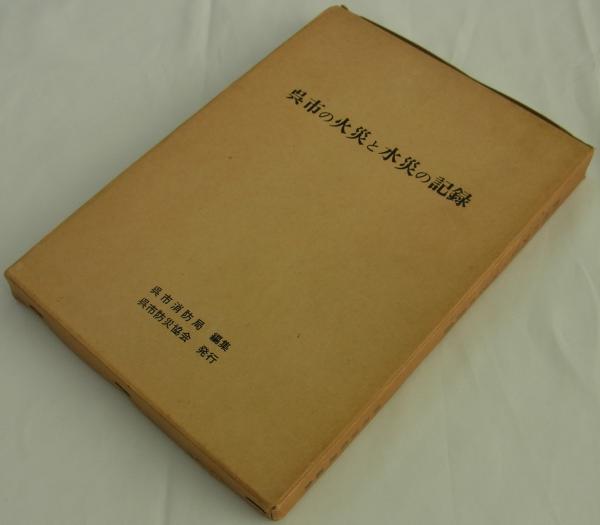 呉市の火災と水災の記録
呉市消防局 編集
呉市防災協会 発行